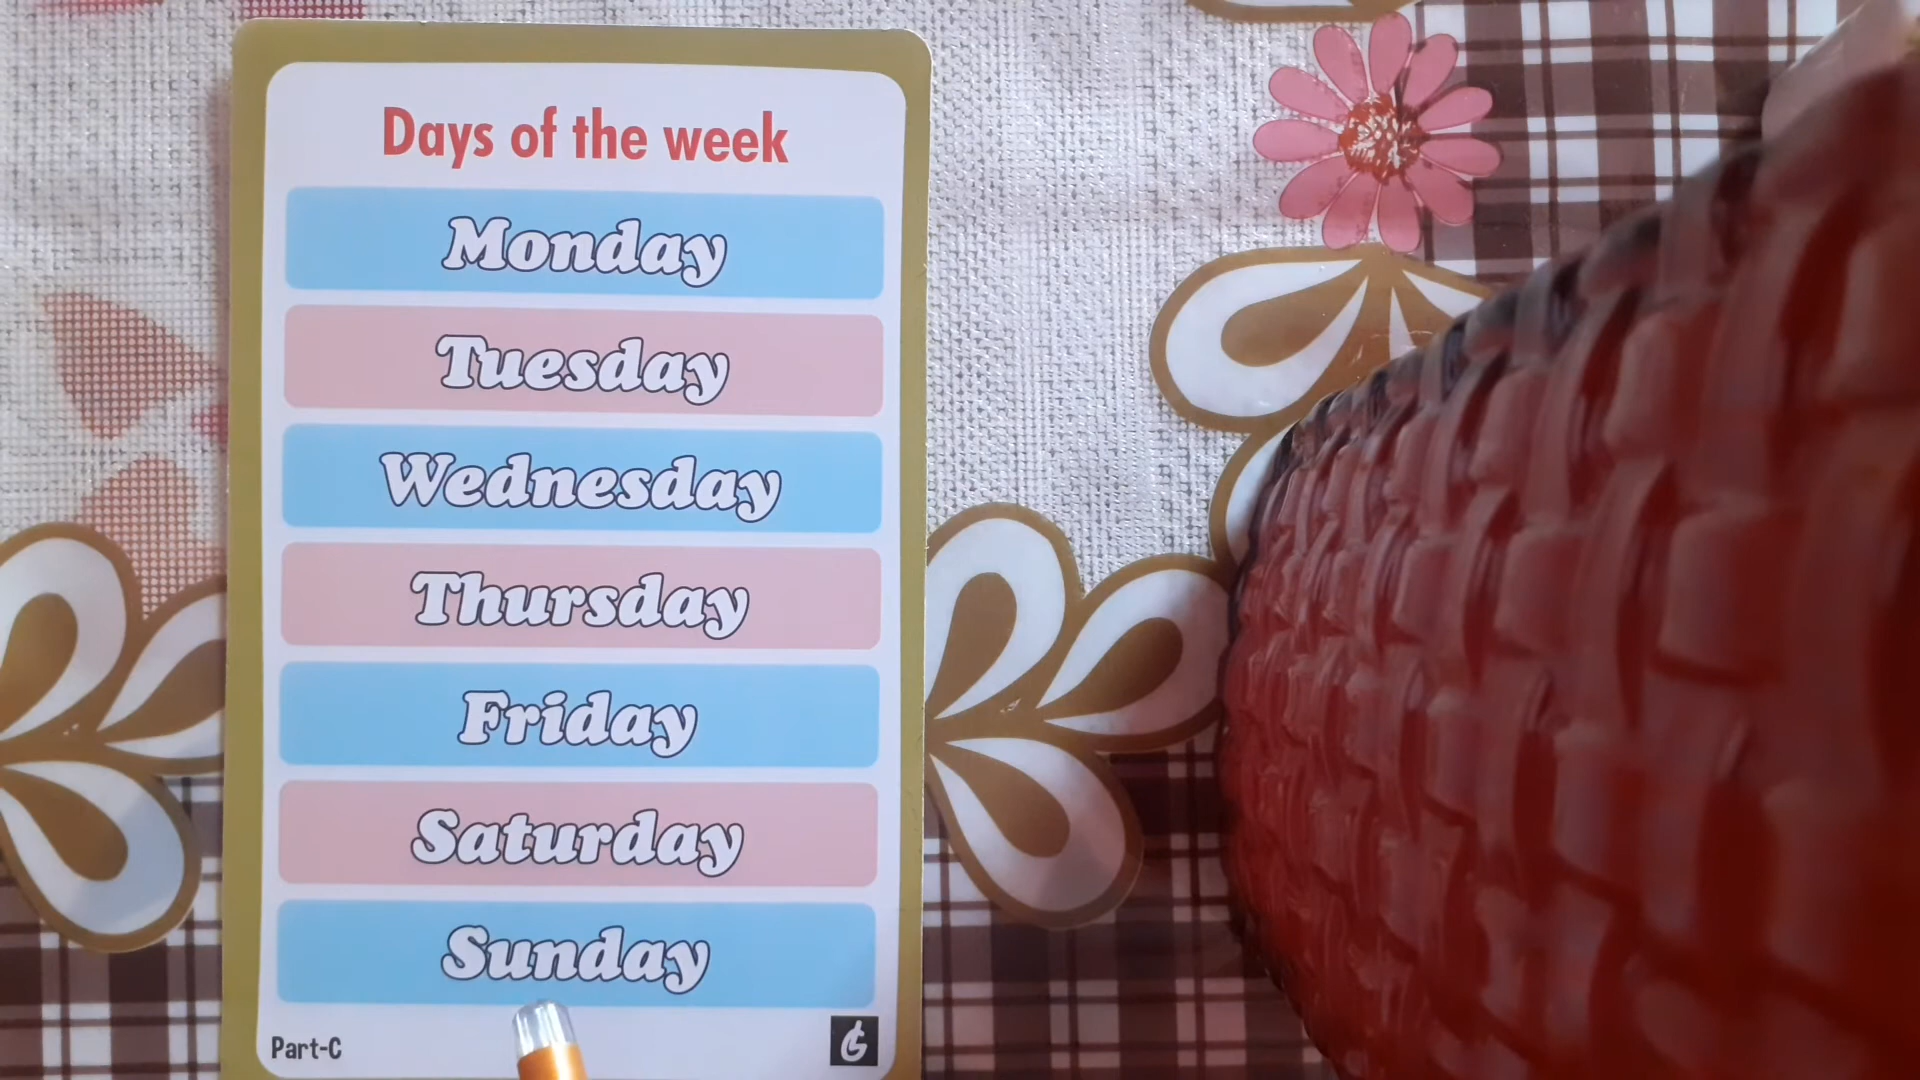 Days of the week
Monday
Tuesday
Wednesday
Thursday
Friday
Saturday
Sunday
Part-C